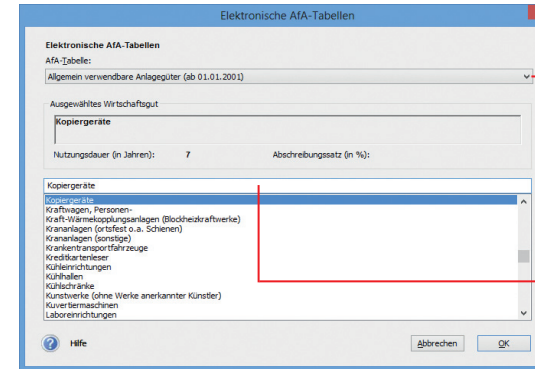 Elektronische AfA-Tabellen
Elektronische AfA-Tabellen
AfA-Tabelle:
Allgemein verwendbare Anlagegüter (ab 01.01.2001)
Ausgewähltes Wirtschaftsgut
Kopiergeräte
Nutzungsdauer (in Jahren): 7 Abschreibungssatz (in %):
Kopiergeräte
Kopiergeräte
Kraftwagen, Personen-
Kraft-Wärmekopplungsanlagen (Blockheizkraftwerke)
Krananlagen (ortsfest o.a. Schienen)
Krananlagen (sonstige)
Krankentransportfahrzeuge
Kreditkartenleser
Kühleinrichtungen
Kühlhallen
Kühlschränke
Kunstwerke (ohne Werke anerkannter Künstler)
Kuvertiermaschinen
Laboreinrichtungen
Hilfe Abbrechen OK